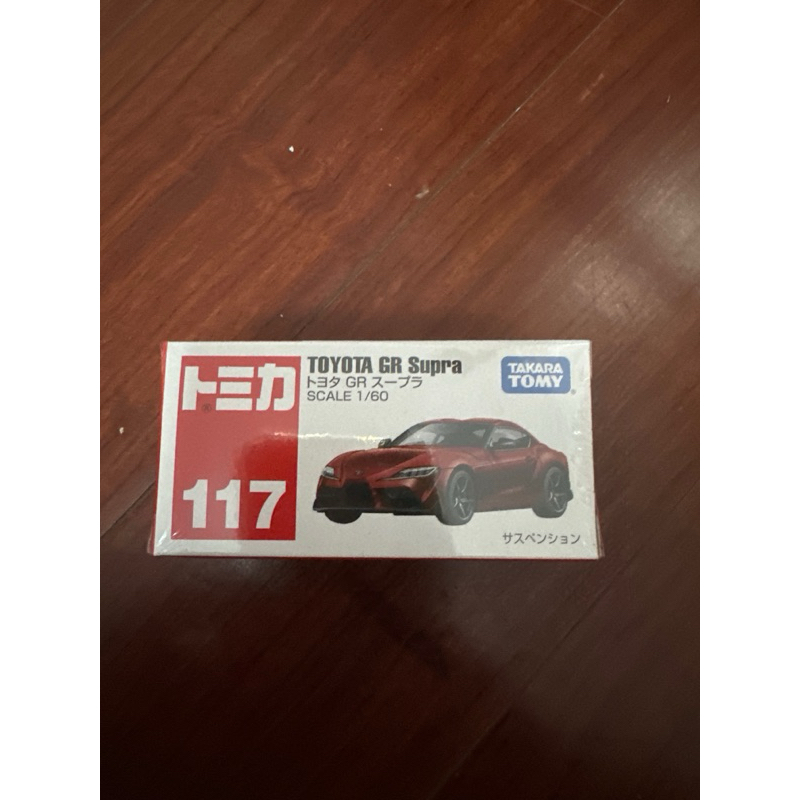 トミカ
117
TOYOTA GR Supra
トヨタ GR スープラ
SCALE 1/60
TAKARA
TOMY
サスペンション